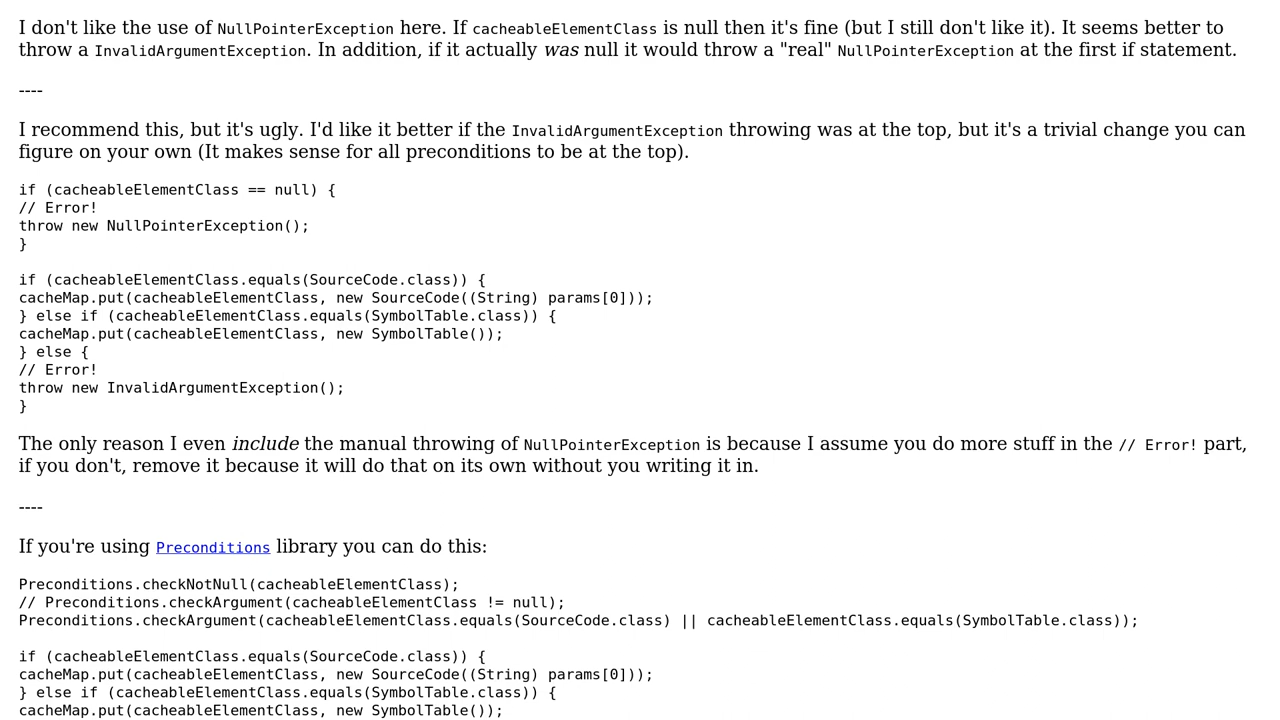 I don't like the use of NullPointerException here. If cacheableElementClass is null then it's fine (but I still don't like it). It seems better to
throw a InvalidArgumentException. In addition, if it actually was null it would throw a "real" NullPointerException at the first if statement.
----
I recommend this, but it's ugly. I'd like it better if the InvalidArgumentException throwing was at the top, but it's a trivial change you can
figure on your own (It makes sense for all preconditions to be at the top).
if (cacheableElementClass == null) {
// Error!
throw new NullPointerException();
}
if (cacheableElementClass.equals(SourceCode.class)) {
cacheMap.put(cacheableElementClass, new SourceCode((String) params[0]));
} else if (cacheableElementClass.equals(SymbolTable.class)) {
cacheMap.put(cacheableElementClass, new SymbolTable());
} else {
// Error!
throw new InvalidArgumentException();
}
The only reason I even include the manual throwing of NullPointerException is because I assume you do more stuff in the // Error! part,
if you don't, remove it because it will do that on its own without you writing it in.
----
If you're using Preconditions library you can do this:
Preconditions.checkNotNull(cacheableElementClass);
// Preconditions.checkArgument(cacheableElementClass != null);
Preconditions.checkArgument(cacheableElementClass.equals(SourceCode.class) || cacheableElementClass.equals(SymbolTable.class));
if (cacheableElementClass.equals(SourceCode.class)) {
cacheMap.put(cacheableElementClass, new SourceCode((String) params[0]));
} else if (cacheableElementClass.equals(SymbolTable.class)) {
cacheMap.put(cacheableElementClass, new SymbolTable());